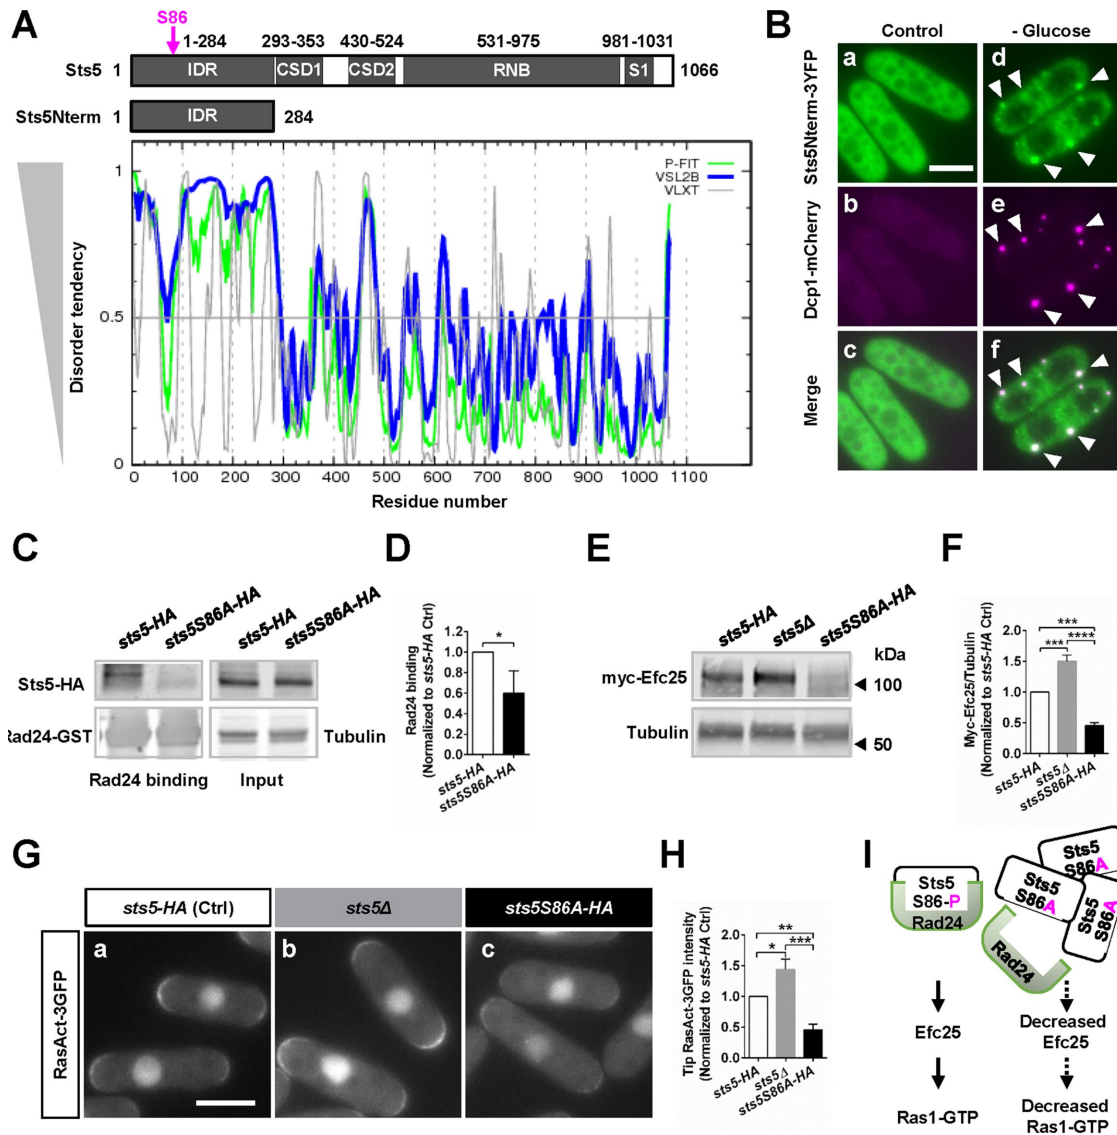 A
S86
1-284 293-353 430-524 531-975 981-1031
Sts5 1 IDR CSD1 CSD2 RNB S1 1066
Sts5Nterm 1 IDR 284
Disorder tendency
1
0.5
0
P-FIT
VSL2B
VLXT
100 200 300 400 500 600 700 800 900 1000 1100
Residue number
B
Control - Glucose
Sts5Nterm-3YFP
a d
Dcp1-mCherry
b e
Merge
c f
C
sts5-HA sts5S86A-HA sts5-HA sts5S86A-HA
Sts5-HA
Rad24-GST Tubulin
Rad24 binding Input
D
Rad24 binding
(Normalized to sts5-HA Ctrl)
1.2
1.0
0.8
0.6
0.4
0.2
0.0
*
sts5-HA
sts5S86A-HA
E
sts5-HA sts5Δ sts5S86A-HA
kDa
myc-Efc25
100
Tubulin
50
F
Myc-Efc25/Tubulin
(Normalized to sts5-HA Ctrl)
2.0
1.5
1.0
0.5
0.0
***
*** ****
sts5-HA
sts5Δ
sts5S86A-HA
G
sts5-HA (Ctrl) sts5Δ sts5S86A-HA
RasAct-3GFP
a b c
H
Tip RasAct-3GFP intensity
(Normalized to sts5-HA Ctrl)
2.0
1.5
1.0
0.5
0.0
**
* ***
sts5-HA
sts5Δ
sts5S86A-HA
I
Sts5
S86-P
Rad24
Sts5
S86A
Sts5
S86A
Sts5
S86A
Rad24
Efc25
Decreased
Efc25
Ras1-GTP
Decreased
Ras1-GTP